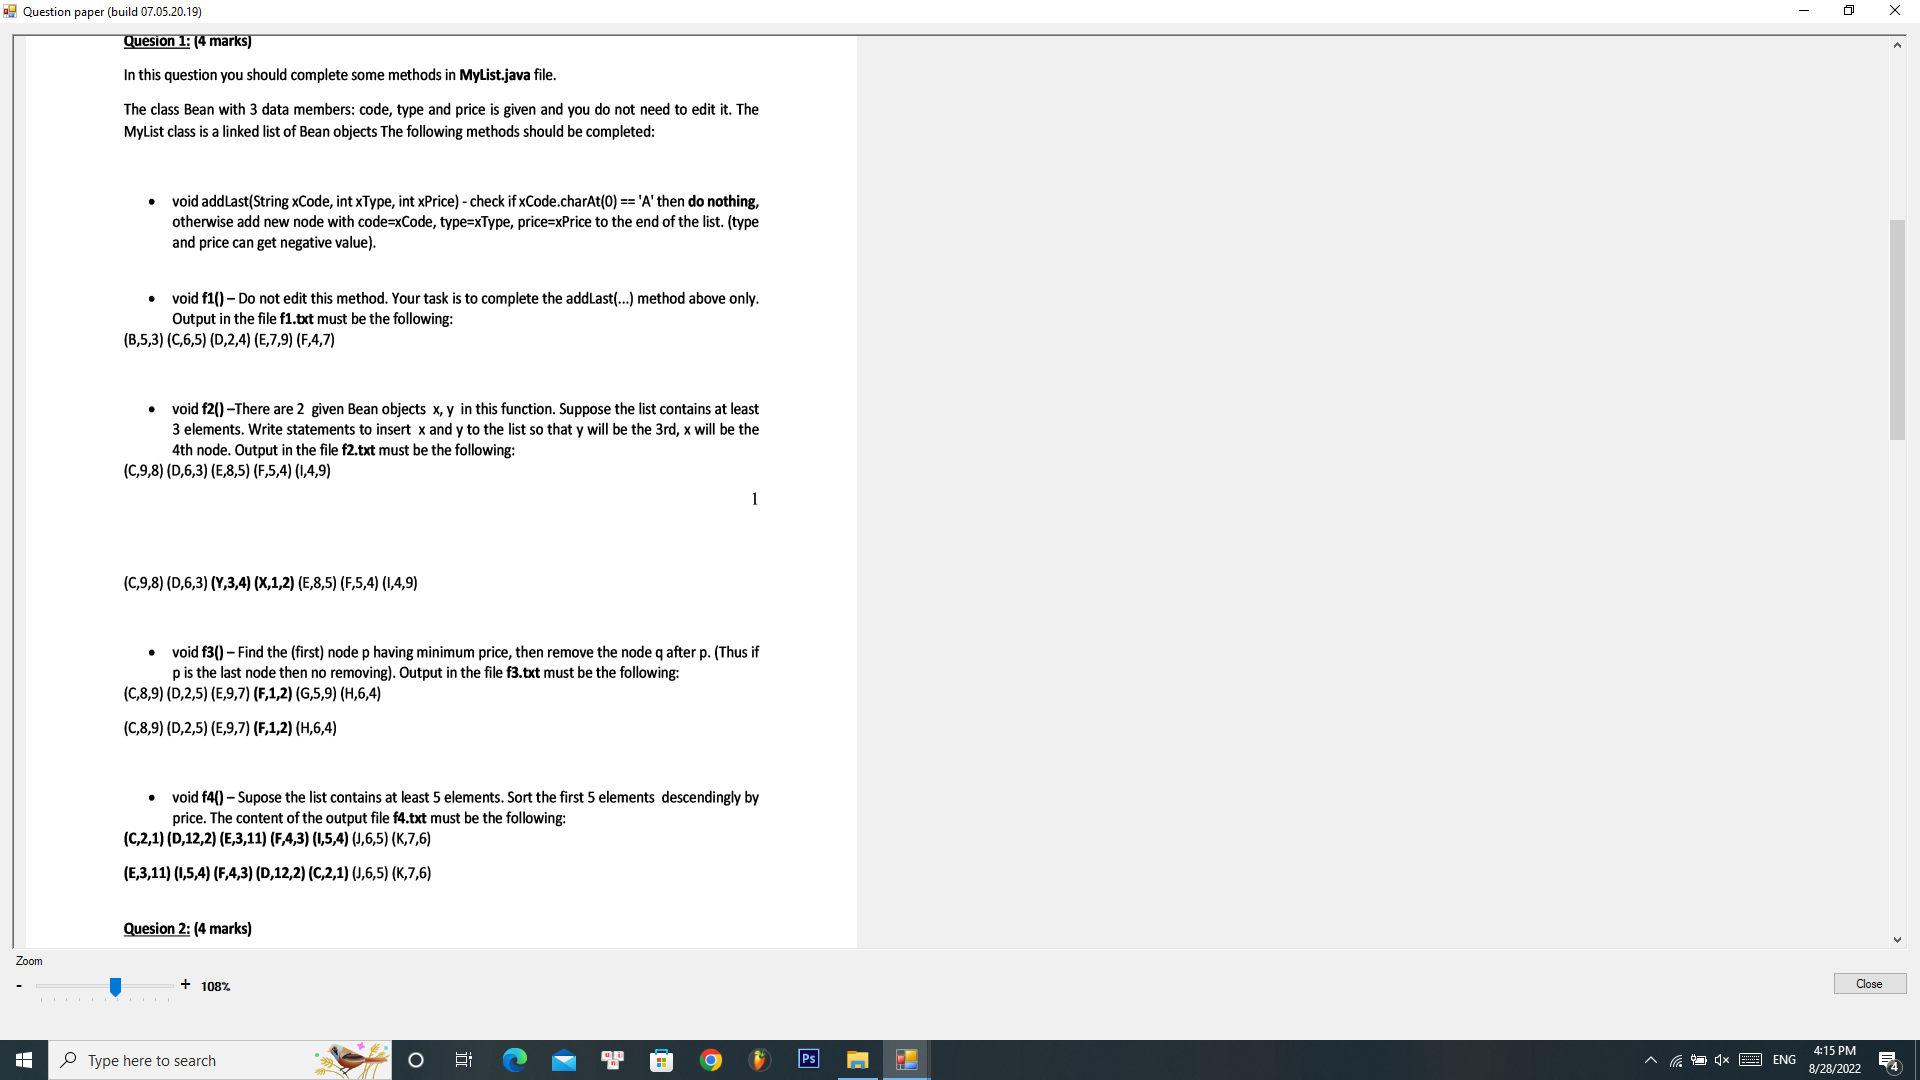 Question paper (build 07.05.20.19)
Quesion 1: (4 marks)
In this question you should complete some methods in MyList.java file.
The class Bean with 3 data members: code, type and price is given and you do not need to edit it. The
MyList class is a linked list of Bean objects The following methods should be completed:
• void addLast(String xCode, int xType, int xPrice) - check if xCode.charAt(0) == 'A' then do nothing,
otherwise add new node with code=xCode, type=xType, price=xPrice to the end of the list. (type
and price can get negative value).
• void f1() – Do not edit this method. Your task is to complete the addLast(...) method above only.
Output in the file f1.txt must be the following:
(B,5,3) (C,6,5) (D,2,4) (E,7,9) (F,4,7)
• void f2() –There are 2 given Bean objects x, y in this function. Suppose the list contains at least
3 elements. Write statements to insert x and y to the list so that y will be the 3rd, x will be the
4th node. Output in the file f2.txt must be the following:
(C,9,8) (D,6,3) (E,8,5) (F,5,4) (I,4,9)
1
(C,9,8) (D,6,3) (Y,3,4) (X,1,2) (E,8,5) (F,5,4) (I,4,9)
• void f3() – Find the (first) node p having minimum price, then remove the node q after p. (Thus if
p is the last node then no removing). Output in the file f3.txt must be the following:
(C,8,9) (D,2,5) (E,9,7) (F,1,2) (G,5,9) (H,6,4)
(C,8,9) (D,2,5) (E,9,7) (F,1,2) (H,6,4)
• void f4() – Supose the list contains at least 5 elements. Sort the first 5 elements descendingly by
price. The content of the output file f4.txt must be the following:
(C,2,1) (D,12,2) (E,3,11) (F,4,3) (I,5,4) (J,6,5) (K,7,6)
(E,3,11) (I,5,4) (F,4,3) (D,12,2) (C,2,1) (J,6,5) (K,7,6)
Quesion 2: (4 marks)
Zoom
- + 108%
Close
Type here to search
Ps
ENG
4:15 PM
8/28/2022
4